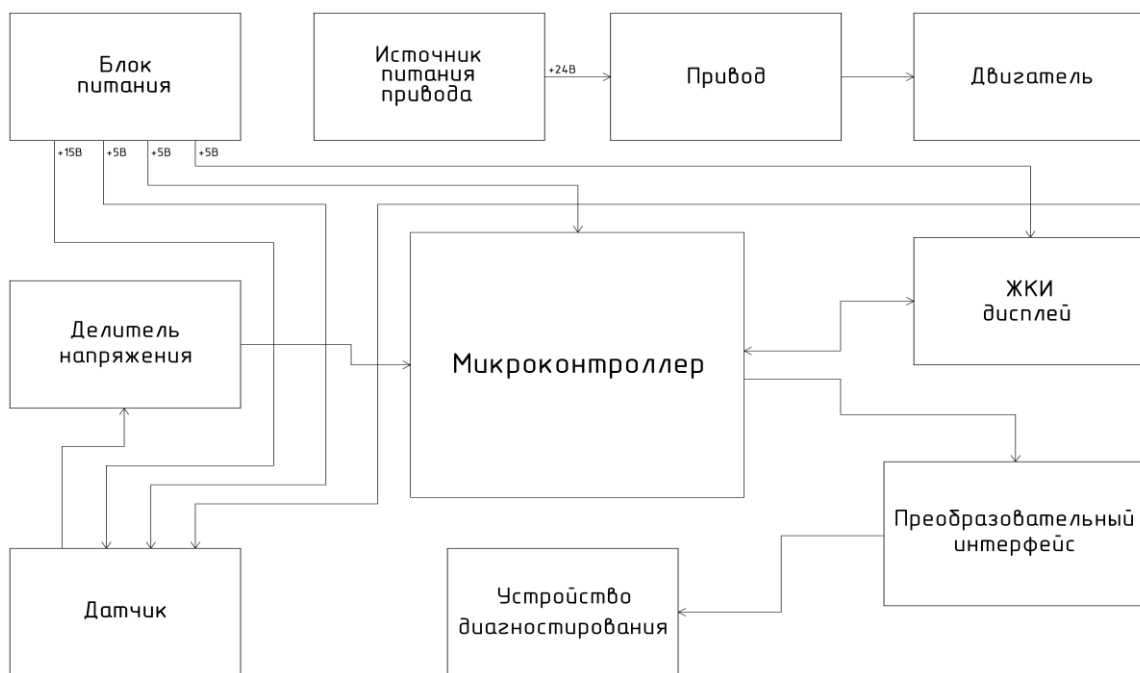 Блок
питания
Источник
питания
привода
+24В
Привод
Двигатель
+15В
+5В
+5В
+5В
Делитель
напряжения
Микроконтроллер
ЖКИ
дисплей
Преобразовательный
интерфейс
Датчик
Устройство
диагностирования